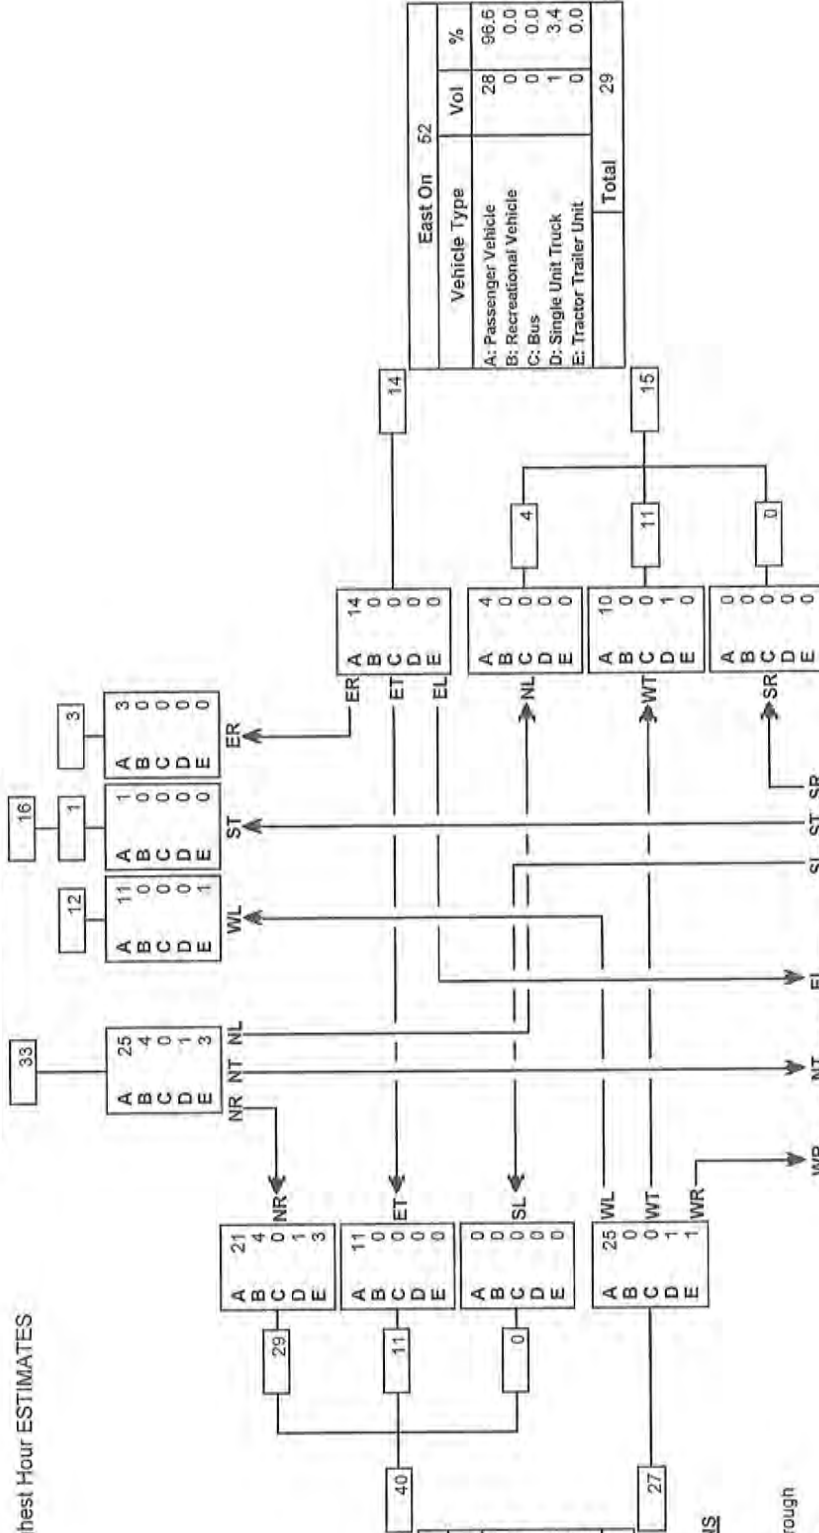 hest Hour ESTIMATES
33
16
12
1
3
A 25
B 4
C 0
D 1
E 3
A 11
B 0
C 0
D 0
E 1
A 1
B 0
C 0
D 0
E 0
A 3
B 0
C 0
D 0
E 0
NR NT NL
WL
ST
ER
40
29
11
0
A 21
B 4
C 0
D 1
E 3
NR
A 11
B 0
C 0
D 0
E 0
ET
A 0
B 0
C 0
D 0
E 0
SL
27
A 25
B 0
C 0
D 1
E 1
WL
WT
WR
ER
ET
EL
A 14
B 0
C 0
D 0
E 0
14
NL
A 4
B 0
C 0
D 0
E 0
4
WT
A 10
B 0
C 0
D 1
E 0
11
SR
A 0
B 0
C 0
D 0
E 0
0
15
East On 52
Vehicle Type Vol %
A: Passenger Vehicle 28 96.6
B: Recreational Vehicle 0 0.0
C: Bus 0 0.0
D: Single Unit Truck 1 3.4
E: Tractor Trailer Unit 0 0.0
Total 29
WR NT EL SL ST SR
rough